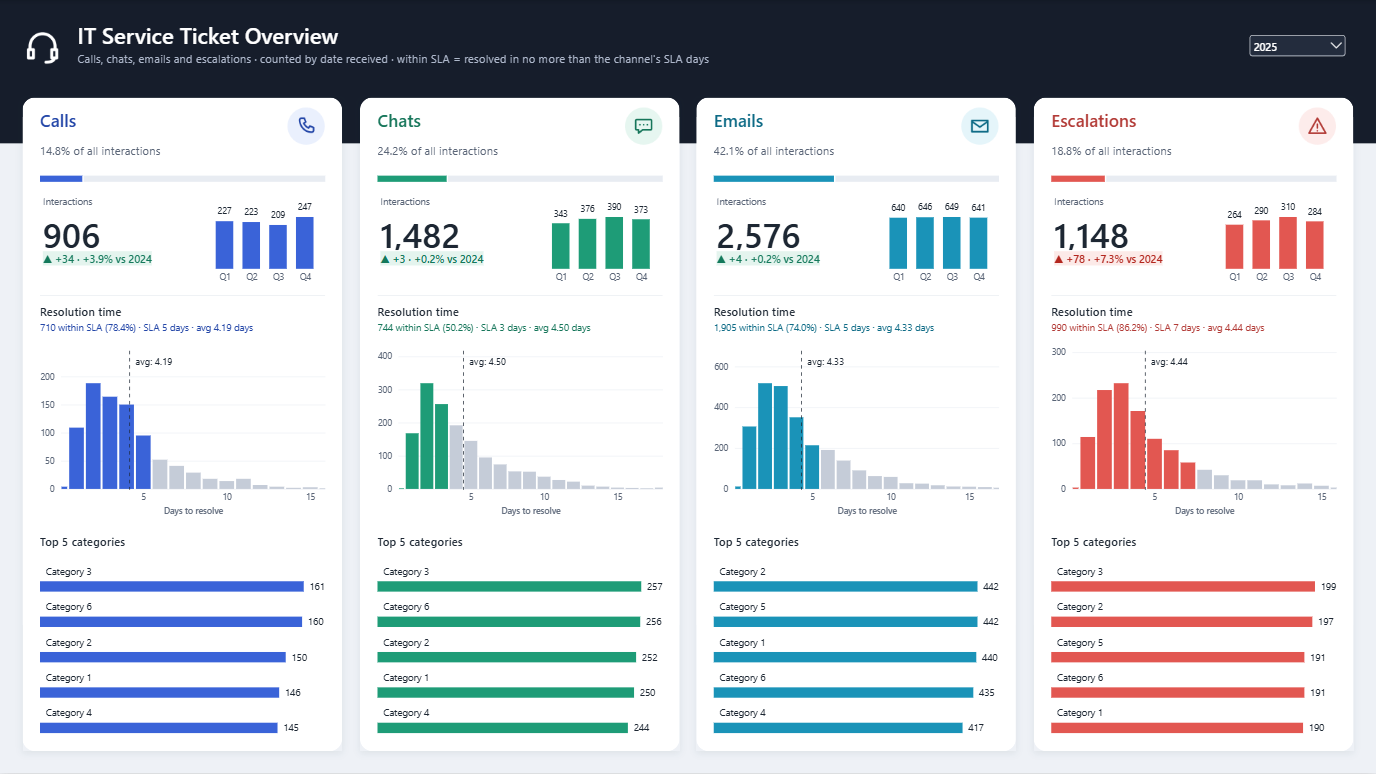 IT Service Ticket Overview
Calls, chats, emails and escalations · counted by date received · within SLA = resolved in no more than the channel's SLA days
2025
Calls
14.8% of all interactions
Interactions
906
▲ +34 · +3.9% vs 2024
227
223
209
247
Q1
Q2
Q3
Q4
Resolution time
710 within SLA (78.4%) · SLA 5 days · avg 4.19 days
avg: 4.19
200
150
100
50
0
5
10
15
Days to resolve
Top 5 categories
Category 3
161
Category 6
160
Category 2
150
Category 1
146
Category 4
145
Chats
24.2% of all interactions
Interactions
1,482
▲ +3 · +0.2% vs 2024
343
376
390
373
Q1
Q2
Q3
Q4
Resolution time
744 within SLA (50.2%) · SLA 3 days · avg 4.50 days
avg: 4.50
400
300
200
100
0
5
10
15
Days to resolve
Top 5 categories
Category 3
257
Category 6
256
Category 2
252
Category 1
250
Category 4
244
Emails
42.1% of all interactions
Interactions
2,576
▲ +4 · +0.2% vs 2024
640
646
649
641
Q1
Q2
Q3
Q4
Resolution time
1,905 within SLA (74.0%) · SLA 5 days · avg 4.33 days
avg: 4.33
600
400
200
0
5
10
15
Days to resolve
Top 5 categories
Category 2
442
Category 5
442
Category 1
440
Category 6
435
Category 4
417
Escalations
18.8% of all interactions
Interactions
1,148
▲ +78 · +7.3% vs 2024
264
290
310
284
Q1
Q2
Q3
Q4
Resolution time
990 within SLA (86.2%) · SLA 7 days · avg 4.44 days
avg: 4.44
300
200
100
0
5
10
15
Days to resolve
Top 5 categories
Category 3
199
Category 2
197
Category 5
191
Category 6
191
Category 1
190